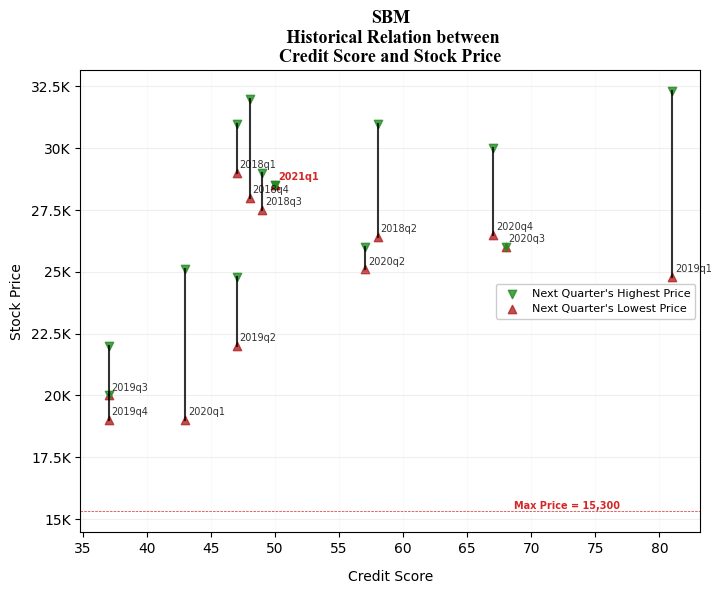 SBM
Historical Relation between
Credit Score and Stock Price
Stock Price
32.5K
30K
27.5K
25K
22.5K
20K
17.5K
15K
2018q1
2021q1
2018q4
2018q3
2018q2
2020q4
2020q3
2020q2
2019q1
Next Quarter's Highest Price
Next Quarter's Lowest Price
2019q2
2019q3
2019q4
2020q1
Max Price = 15,300
35 40 45 50 55 60 65 70 75 80
Credit Score